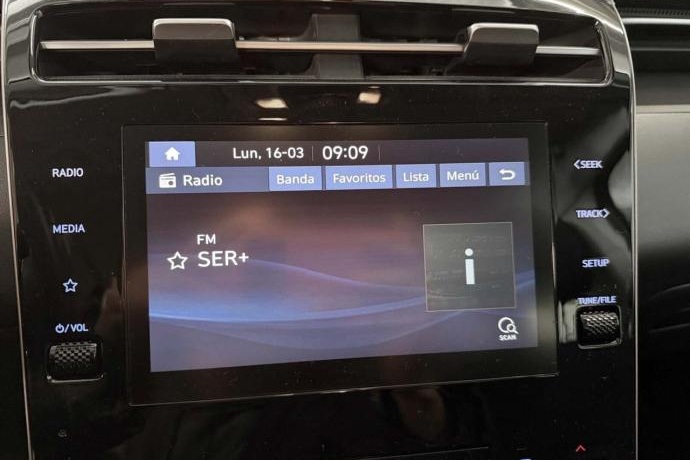 Lun, 16-03 09:09
Radio Banda Favoritos Lista Menú
FM
SER+
i
SCAN
RADIO
MEDIA
⏻/VOL
<SEEK
TRACK>
SETUP
TUNE/FILE